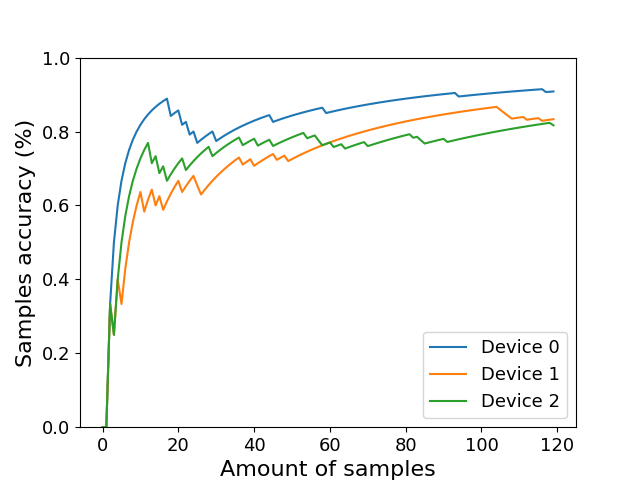 1.0
0.8
0.6
0.4
0.2
0.0
Samples accuracy (%)
0 20 40 60 80 100 120
Amount of samples
Device 0
Device 1
Device 2